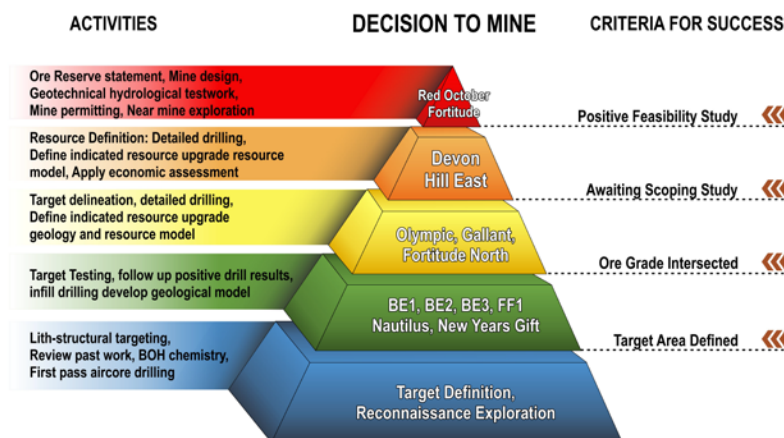 ACTIVITIES
DECISION TO MINE
CRITERIA FOR SUCCESS
Ore Reserve statement, Mine design,
Geotechnical hydrological testwork,
Mine permitting, Near mine exploration
Red October
Fortitude
Positive Feasibility Study
Resource Definition: Detailed drilling,
Define indicated resource upgrade resource
model, Apply economic assessment
Devon
Hill East
Awaiting Scoping Study
Target delineation, detailed drilling,
Define indicated resource upgrade
geology and resource model
Olympic, Gallant,
Fortitude North
Ore Grade Intersected
Target Testing, follow up positive drill results,
infill drilling develop geological model
BE1, BE2, BE3, FF1
Nautilus, New Years Gift
Target Area Defined
Lith-structural targeting,
Review past work, BOH chemistry,
First pass aircore drilling
Target Definition,
Reconnaissance Exploration